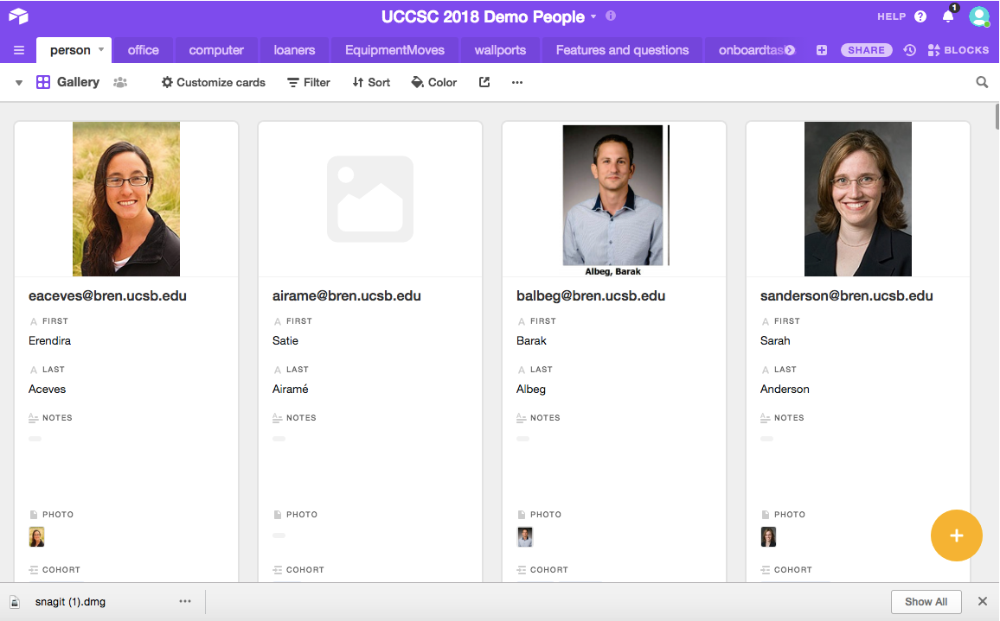 UCCSC 2018 Demo People
HELP
1
person office computer loaners EquipmentMoves wallports Features and questions onboardtask SHARE BLOCKS
Gallery Customize cards Filter Sort Color
Albeg, Barak
eaceves@bren.ucsb.edu airame@bren.ucsb.edu balbeg@bren.ucsb.edu sanderson@bren.ucsb.edu
A FIRST A FIRST A FIRST A FIRST
Erendira Satie Barak Sarah
A LAST A LAST A LAST A LAST
Aceves Airamé Albeg Anderson
NOTES NOTES NOTES NOTES
PHOTO PHOTO PHOTO PHOTO
COHORT COHORT COHORT COHORT
snagit (1).dmg Show All